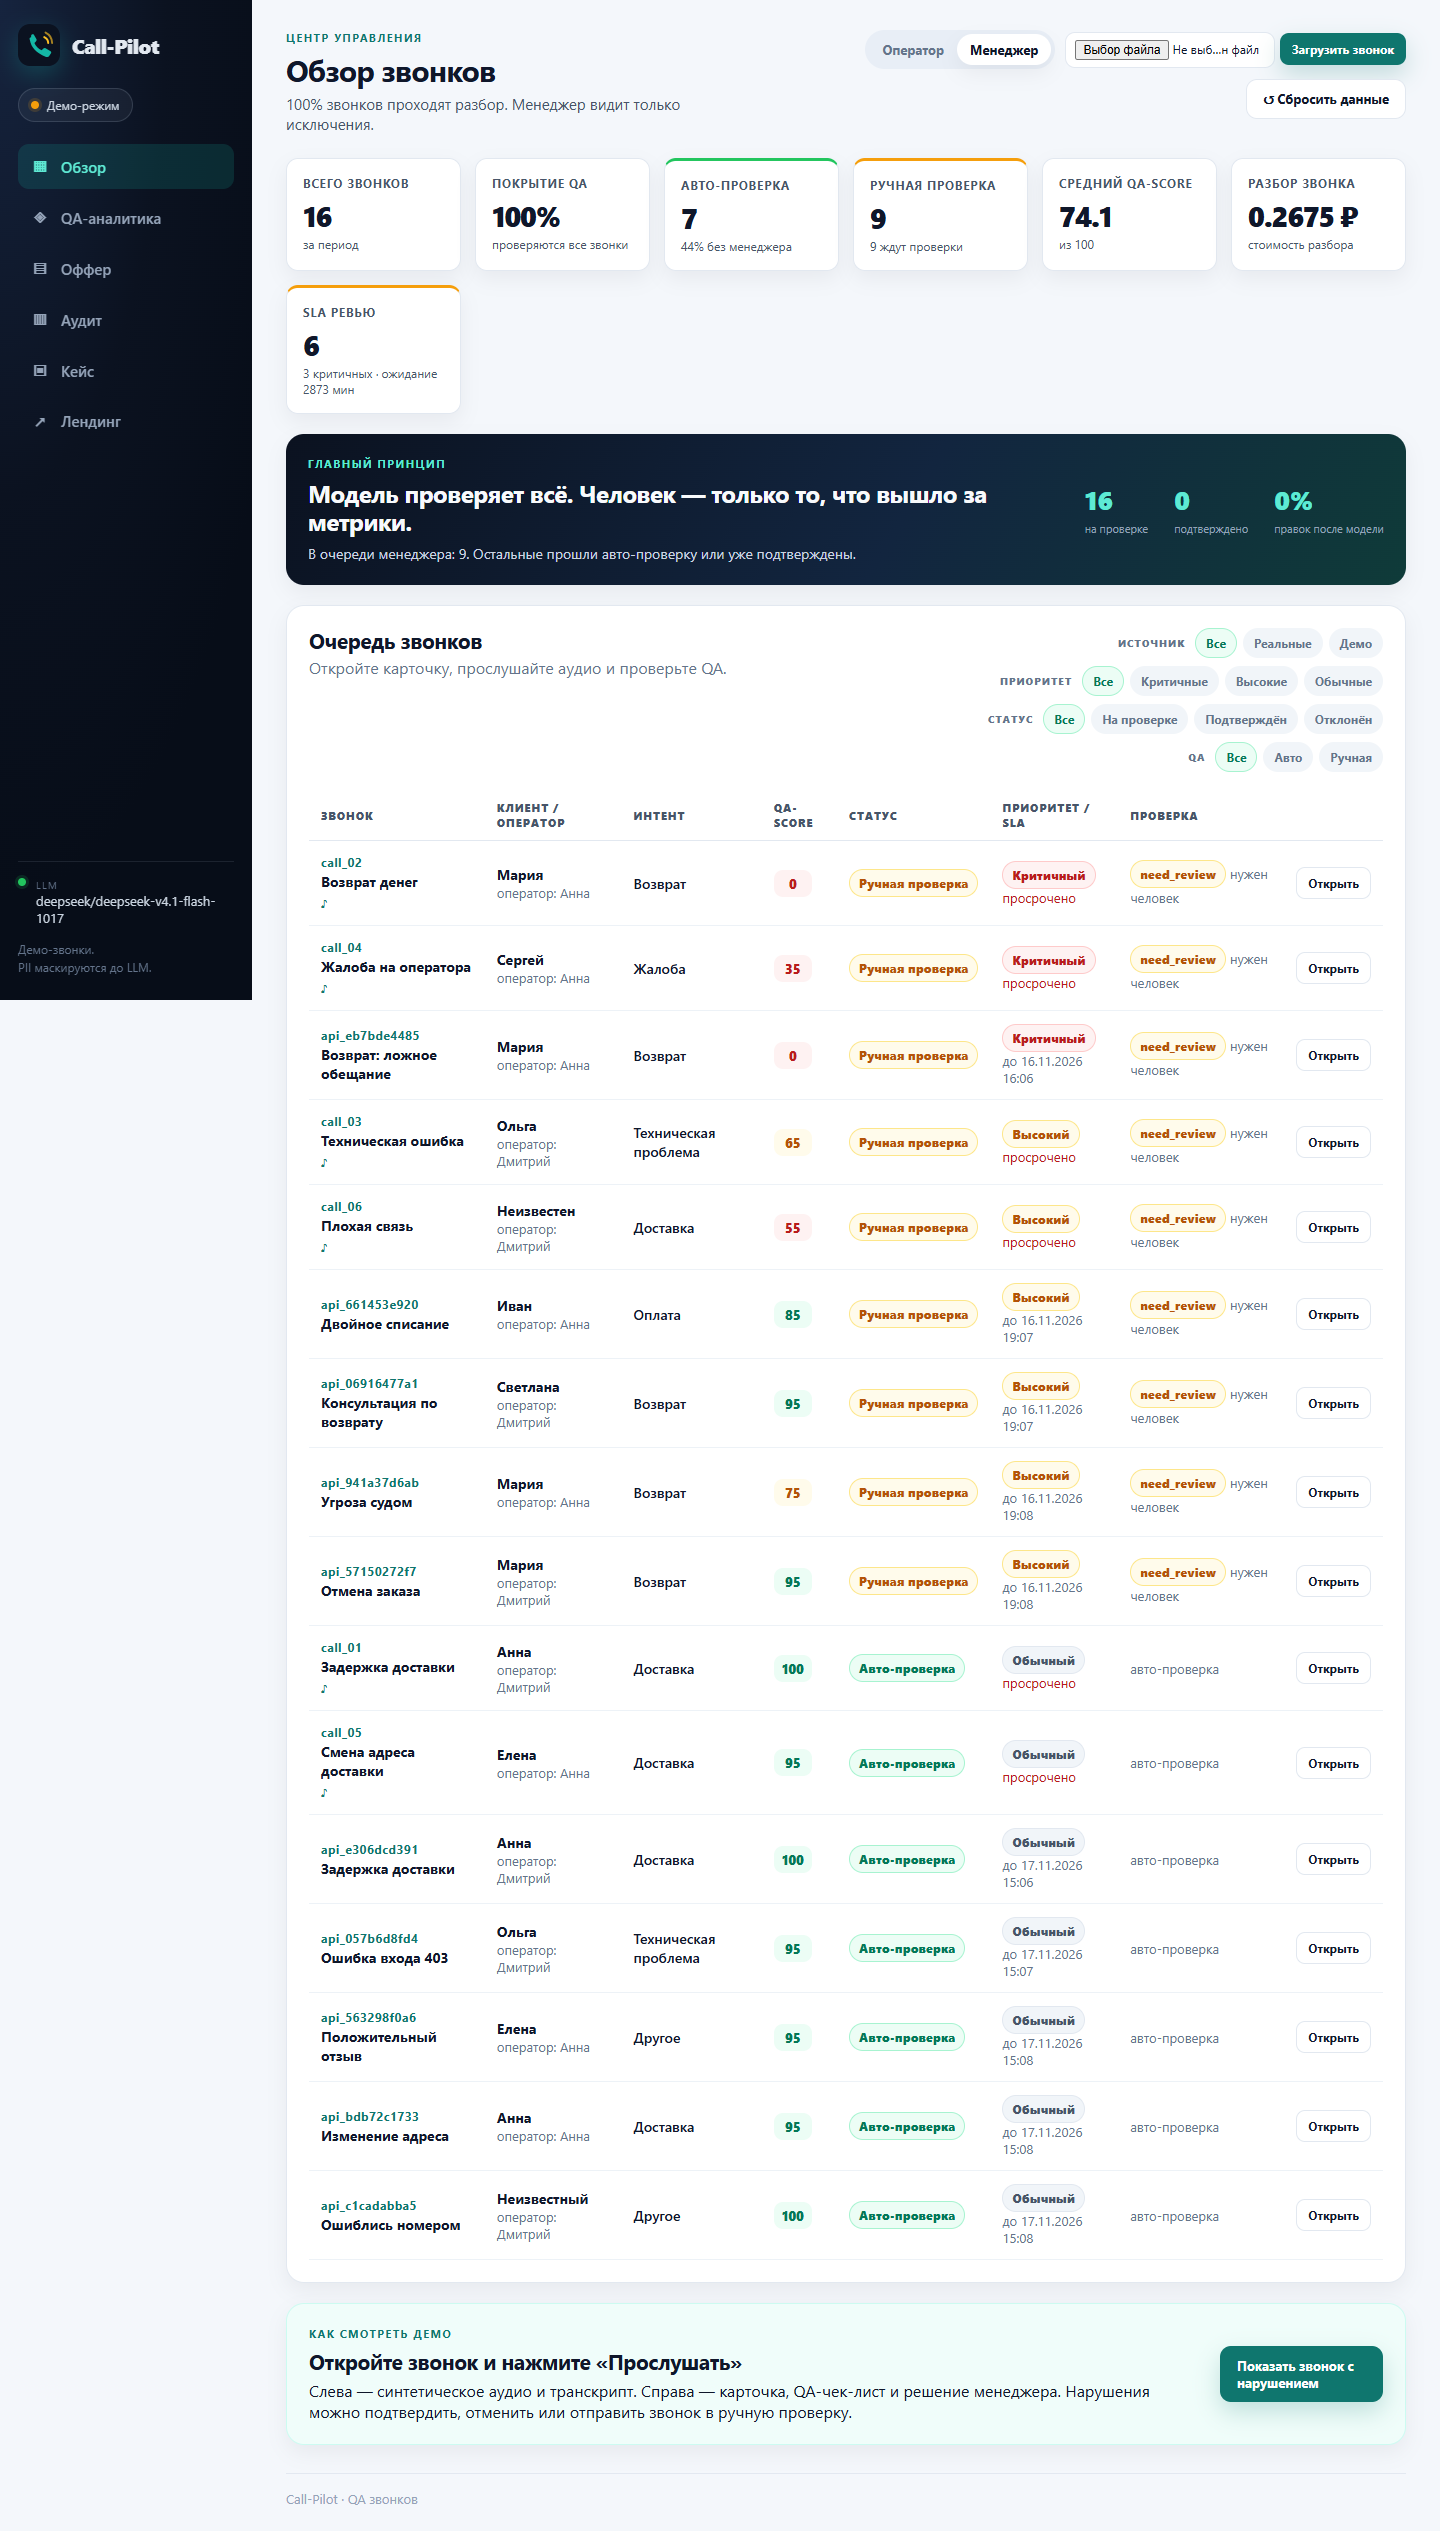 Call-Pilot
Демо-режим
Обзор
QA-аналитика
Оффер
Аудит
Кейс
Лендинг
LLM
deepseek/deepseek-v4.1-flash-
1017
Демо-звонки.
PII маскируются до LLM.
ЦЕНТР УПРАВЛЕНИЯ
Обзор звонков
100% звонков проходят разбор. Менеджер видит только
исключения.
Оператор
Менеджер
Выбор файла Не выб...н файл
Загрузить звонок
↺ Сбросить данные
ВСЕГО ЗВОНКОВ
16
за период
ПОКРЫТИЕ QA
100%
проверяются все звонки
АВТО-ПРОВЕРКА
7
44% без менеджера
РУЧНАЯ ПРОВЕРКА
9
9 ждут проверки
СРЕДНИЙ QA-SCORE
74.1
из 100
РАЗБОР ЗВОНКА
0.2675 ₽
стоимость разбора
SLA РЕВЬЮ
6
3 критичных · ожидание
2873 мин
ГЛАВНЫЙ ПРИНЦИП
Модель проверяет всё. Человек — только то, что вышло за
метрики.
В очереди менеджера: 9. Остальные прошли авто-проверку или уже подтверждены.
16
на проверке
0
подтверждено
0%
правок после модели
Очередь звонков
Откройте карточку, прослушайте аудио и проверьте QA.
ИСТОЧНИК Все Реальные Демо
ПРИОРИТЕТ Все Критичные Высокие Обычные
СТАТУС Все На проверке Подтверждён Отклонён
QA Все Авто Ручная
ЗВОНОК
КЛИЕНТ /
ОПЕРАТОР
ИНТЕНТ
QA-
SCORE
СТАТУС
ПРИОРИТЕТ /
SLA
ПРОВЕРКА
call_02
Возврат денег
♪
Мария
оператор: Анна
Возврат
0
Ручная проверка
Критичный
просрочено
need_review нужен
человек
Открыть
call_04
Жалоба на оператора
♪
Сергей
оператор: Анна
Жалоба
35
Ручная проверка
Критичный
просрочено
need_review нужен
человек
Открыть
api_eb7bde4485
Возврат: ложное
обещание
Мария
оператор: Анна
Возврат
0
Ручная проверка
Критичный
до 16.11.2026
16:06
need_review нужен
человек
Открыть
call_03
Техническая ошибка
♪
Ольга
оператор:
Дмитрий
Техническая
проблема
65
Ручная проверка
Высокий
просрочено
need_review нужен
человек
Открыть
call_06
Плохая связь
♪
Неизвестен
оператор:
Дмитрий
Доставка
55
Ручная проверка
Высокий
просрочено
need_review нужен
человек
Открыть
api_661453e920
Двойное списание
Иван
оператор: Анна
Оплата
85
Ручная проверка
Высокий
до 16.11.2026
19:07
need_review нужен
человек
Открыть
api_06916477a1
Консультация по
возврату
Светлана
оператор:
Дмитрий
Возврат
95
Ручная проверка
Высокий
до 16.11.2026
19:07
need_review нужен
человек
Открыть
api_941a37d6ab
Угроза судом
Мария
оператор: Анна
Возврат
75
Ручная проверка
Высокий
до 16.11.2026
19:08
need_review нужен
человек
Открыть
api_57150272f7
Отмена заказа
Мария
оператор:
Дмитрий
Возврат
95
Ручная проверка
Высокий
до 16.11.2026
19:08
need_review нужен
человек
Открыть
call_01
Задержка доставки
♪
Анна
оператор:
Дмитрий
Доставка
100
Авто-проверка
Обычный
просрочено
авто-проверка
Открыть
call_05
Смена адреса
доставки
♪
Елена
оператор: Анна
Доставка
95
Авто-проверка
Обычный
просрочено
авто-проверка
Открыть
api_e306dcd391
Задержка доставки
Анна
оператор:
Дмитрий
Доставка
100
Авто-проверка
Обычный
до 17.11.2026
15:06
авто-проверка
Открыть
api_057b6d8fd4
Ошибка входа 403
Ольга
оператор:
Дмитрий
Техническая
проблема
95
Авто-проверка
Обычный
до 17.11.2026
15:07
авто-проверка
Открыть
api_563298f0a6
Положительный
отзыв
Елена
оператор: Анна
Другое
95
Авто-проверка
Обычный
до 17.11.2026
15:08
авто-проверка
Открыть
api_bdb72c1733
Изменение адреса
Анна
оператор: Анна
Доставка
95
Авто-проверка
Обычный
до 17.11.2026
15:08
авто-проверка
Открыть
api_c1cadabba5
Ошиблись номером
Неизвестный
оператор:
Дмитрий
Другое
100
Авто-проверка
Обычный
до 17.11.2026
15:08
авто-проверка
Открыть
КАК СМОТРЕТЬ ДЕМО
Откройте звонок и нажмите «Прослушать»
Слева — синтетическое аудио и транскрипт. Справа — карточка, QA-чек-лист и решение менеджера. Нарушения
можно подтвердить, отменить или отправить звонок в ручную проверку.
Показать звонок с
нарушением
Call-Pilot · QA звонков